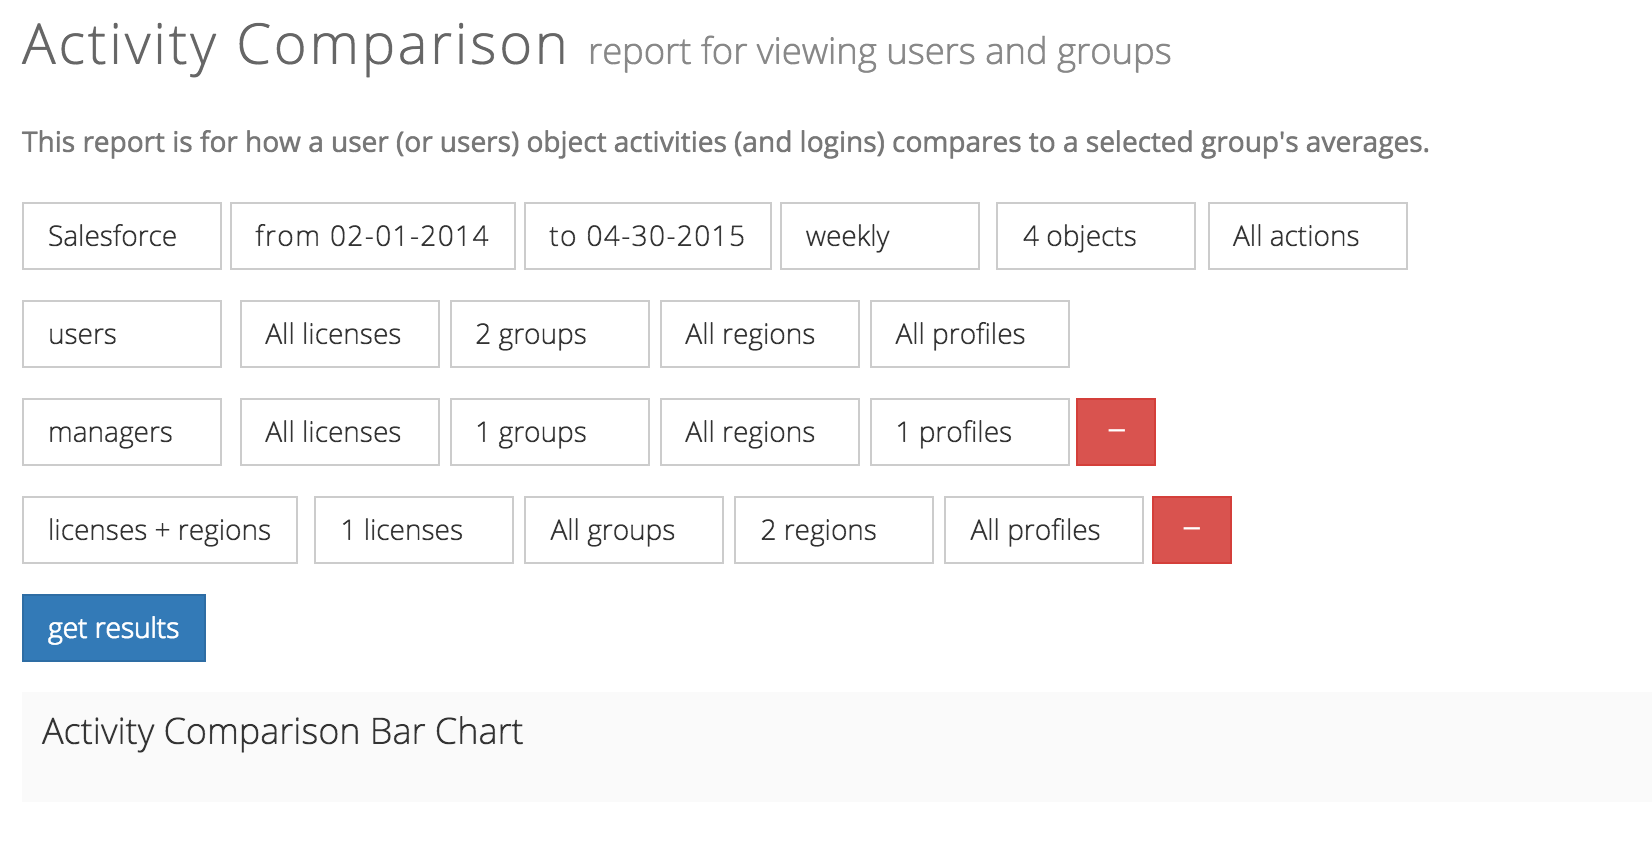 Activity Comparison report for viewing users and groups
This report is for how a user (or users) object activities (and logins) compares to a selected group's averages.
Salesforce from 02-01-2014 to 04-30-2015 weekly 4 objects All actions
users All licenses 2 groups All regions All profiles
managers All licenses 1 groups All regions 1 profiles −
licenses + regions 1 licenses All groups 2 regions All profiles −
get results
Activity Comparison Bar Chart